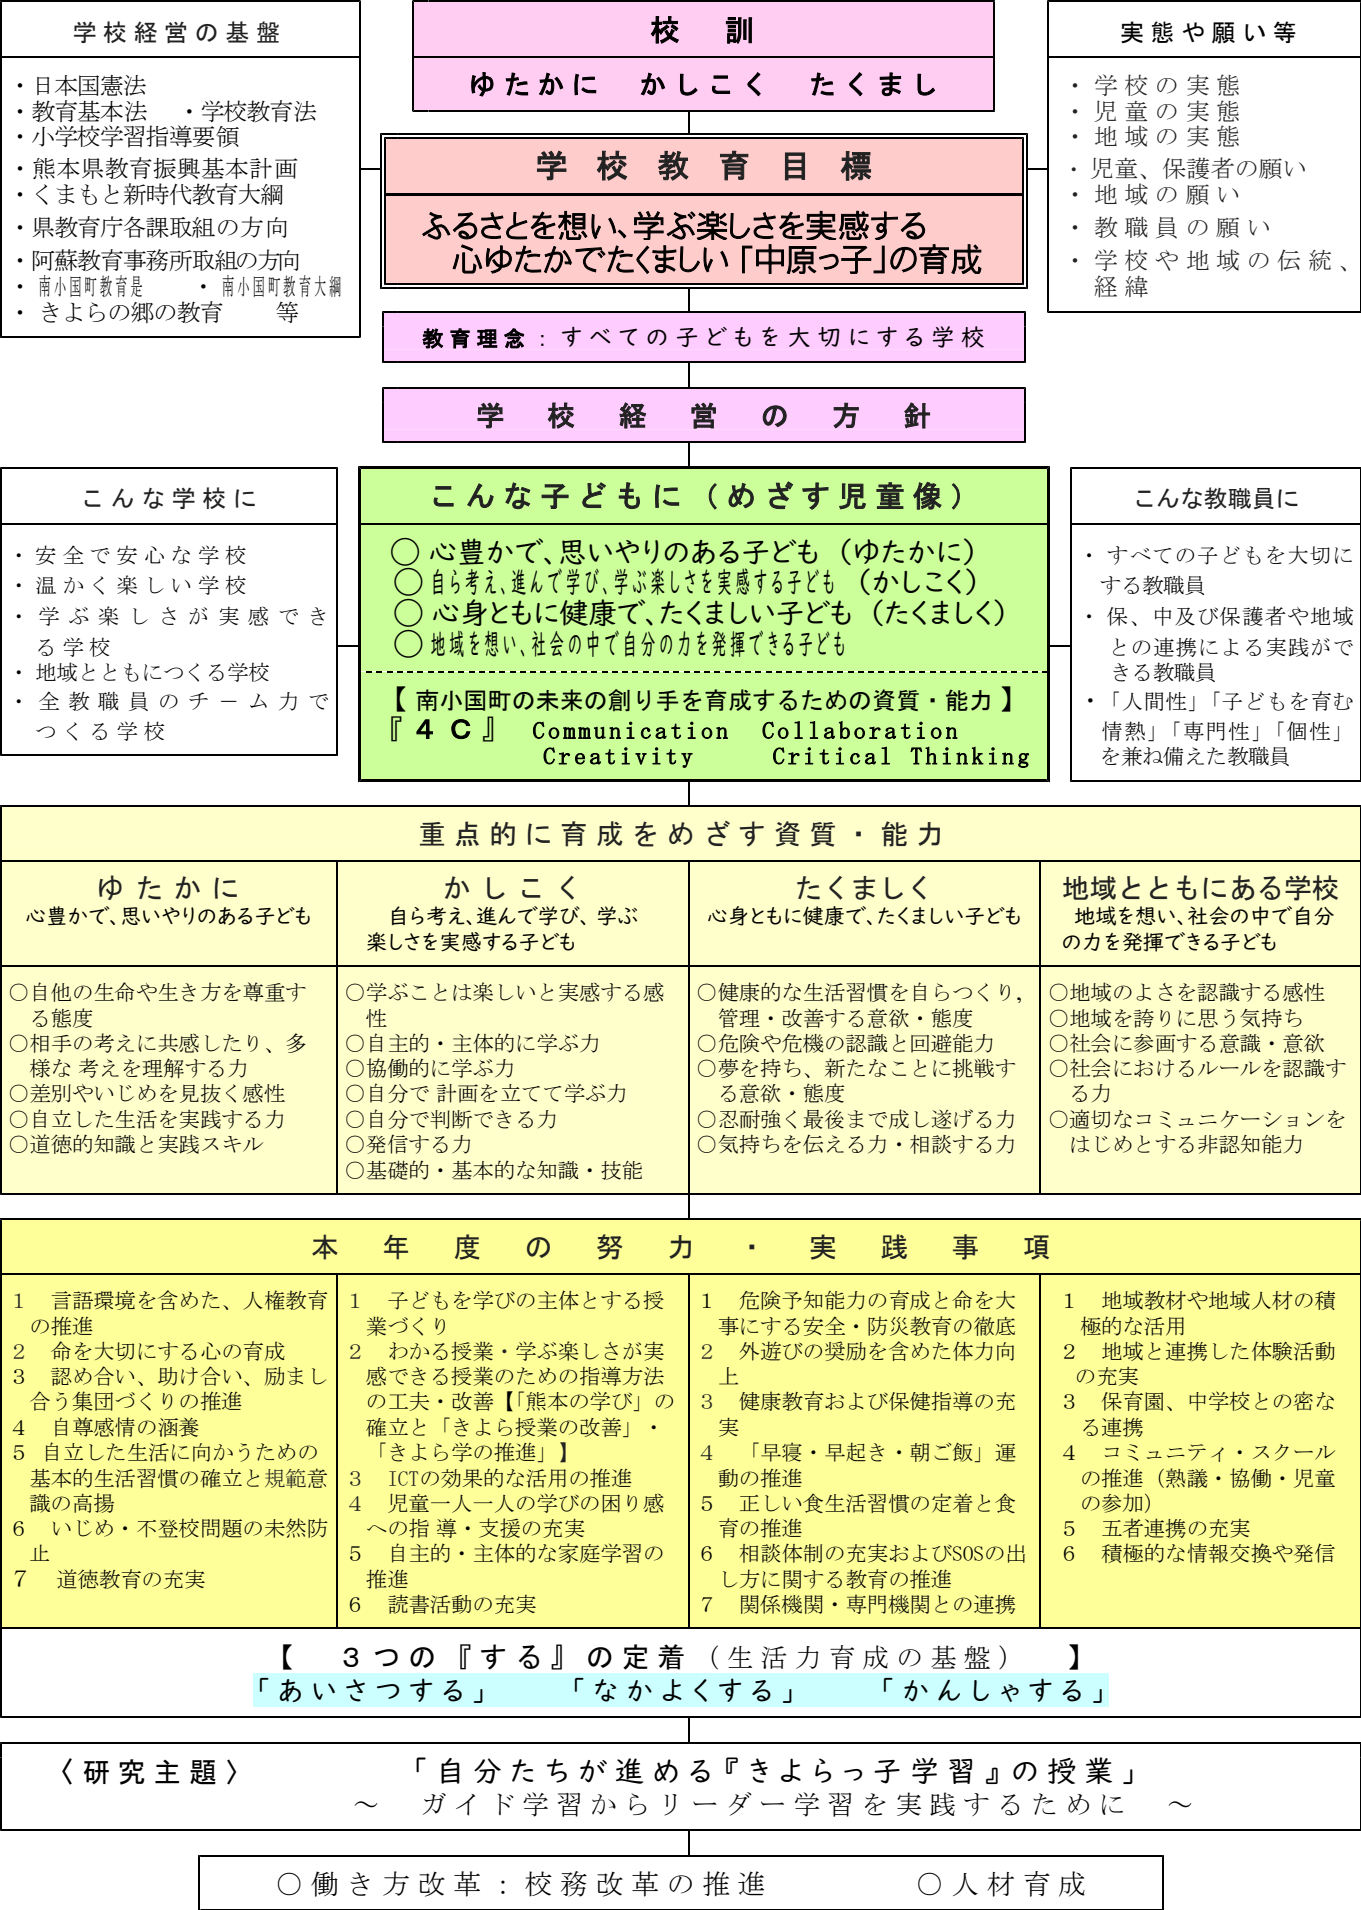 学校経営の基盤
・日本国憲法
・教育基本法　・学校教育法
・小学校学習指導要領
・熊本県教育振興基本計画
・くまもと新時代教育大綱
・県教育庁各課取組の方向
・阿蘇教育事務所取組の方向
・南小国町教育是　・南小国町教育大綱
・きよらの郷の教育　等
校　訓
ゆたかに　かしこく　たくまし
学校教育目標
ふるさとを想い、学ぶ楽しさを実感する
心ゆたかでたくましい「中原っ子」の育成
実態や願い等
・学校の実態
・児童の実態
・地域の実態
・児童、保護者の願い
・地域の願い
・教職員の願い
・学校や地域の伝統、
経緯
教育理念：すべての子どもを大切にする学校
学校経営の方針
こんな学校に
・安全で安心な学校
・温かく楽しい学校
・学ぶ楽しさが実感でき
る学校
・地域とともにつくる学校
・全教職員のチーム力で
つくる学校
こんな子どもに（めざす児童像）
○心豊かで、思いやりのある子ども（ゆたかに）
○自ら考え、進んで学び、学ぶ楽しさを実感する子ども（かしこく）
○心身ともに健康で、たくましい子ども（たくましく）
○地域を想い、社会の中で自分の力を発揮できる子ども
【南小国町の未来の創り手を育成するための資質・能力】
『４Ｃ』　Communication　Collaboration
Creativity　Critical Thinking
こんな教職員に
・すべての子どもを大切に
する教職員
・保、中及び保護者や地域
との連携による実践がで
きる教職員
・「人間性」「子どもを育む
情熱」「専門性」「個性」
を兼ね備えた教職員
重点的に育成をめざす資質・能力
ゆたかに
心豊かで、思いやりのある子ども
○自他の生命や生き方を尊重す
る態度
○相手の考えに共感したり、多
様な 考えを理解する力
○差別やいじめを見抜く感性
○自立した生活を実践する力
○道徳的知識と実践スキル
かしこく
自ら考え、進んで学び、学ぶ
楽しさを実感する子ども
○学ぶことは楽しいと実感する感
性
○自主的・主体的に学ぶ力
○協働的に学ぶ力
○自分で 計画を立てて学ぶ力
○自分で判断できる力
○発信する力
○基礎的・基本的な知識・技能
たくましく
心身ともに健康で、たくましい子ども
○健康的な生活習慣を自らつくり，
管理・改善する意欲・態度
○危険や危機の認識と回避能力
○夢を持ち、新たなことに挑戦す
る意欲・態度
○忍耐強く最後まで成し遂げる力
○気持ちを伝える力・相談する力
地域とともにある学校
地域を想い、社会の中で自分
の力を発揮できる子ども
○地域のよさを認識する感性
○地域を誇りに思う気持ち
○社会に参画する意識・意欲
○社会におけるルールを認識す
る力
○適切なコミュニケーションを
はじめとする非認知能力
本年度の努力・実践事項
１　言語環境を含めた、人権教育
の推進
２　命を大切にする心の育成
３　認め合い、助け合い、励まし
合う集団づくりの推進
４　自尊感情の涵養
５ 自立した生活に向かうための
基本的生活習慣の確立と規範意
識の高揚
６　いじめ・不登校問題の未然防
止
７　道徳教育の充実
１　子どもを学びの主体とする授
業づくり
２　わかる授業・学ぶ楽しさが実
感できる授業のための指導方法
の工夫・改善【「熊本の学び」の
確立と「きよら授業の改善」・
「きよら学の推進」】
３　ICTの効果的な活用の推進
４　児童一人一人の学びの困り感
への指 導・支援の充実
５　自主的・主体的な家庭学習の
推進
６　読書活動の充実
１　危険予知能力の育成と命を大
事にする安全・防災教育の徹底
２　外遊びの奨励を含めた体力向
上
３　健康教育および保健指導の充
実
４　「早寝・早起き・朝ご飯」運
動の推進
５　正しい食生活習慣の定着と食
育の推進
６　相談体制の充実およびSOSの出
し方に関する教育の推進
７　関係機関・専門機関との連携
１　地域教材や地域人材の積
極的な活用
２　地域と連携した体験活動
の充実
３　保育園、中学校との密な
る連携
４　コミュニティ・スクール
の推進（熟議・協働・児童
の参加）
５　五者連携の充実
６　積極的な情報交換や発信
【　３つの『する』の定着（生活力育成の基盤）　】
「あいさつする」　「なかよくする」　「かんしゃする」
〈研究主題〉　「自分たちが進める『きよらっ子学習』の授業」
～　ガイド学習からリーダー学習を実践するために　～
○働き方改革：校務改革の推進　○人材育成